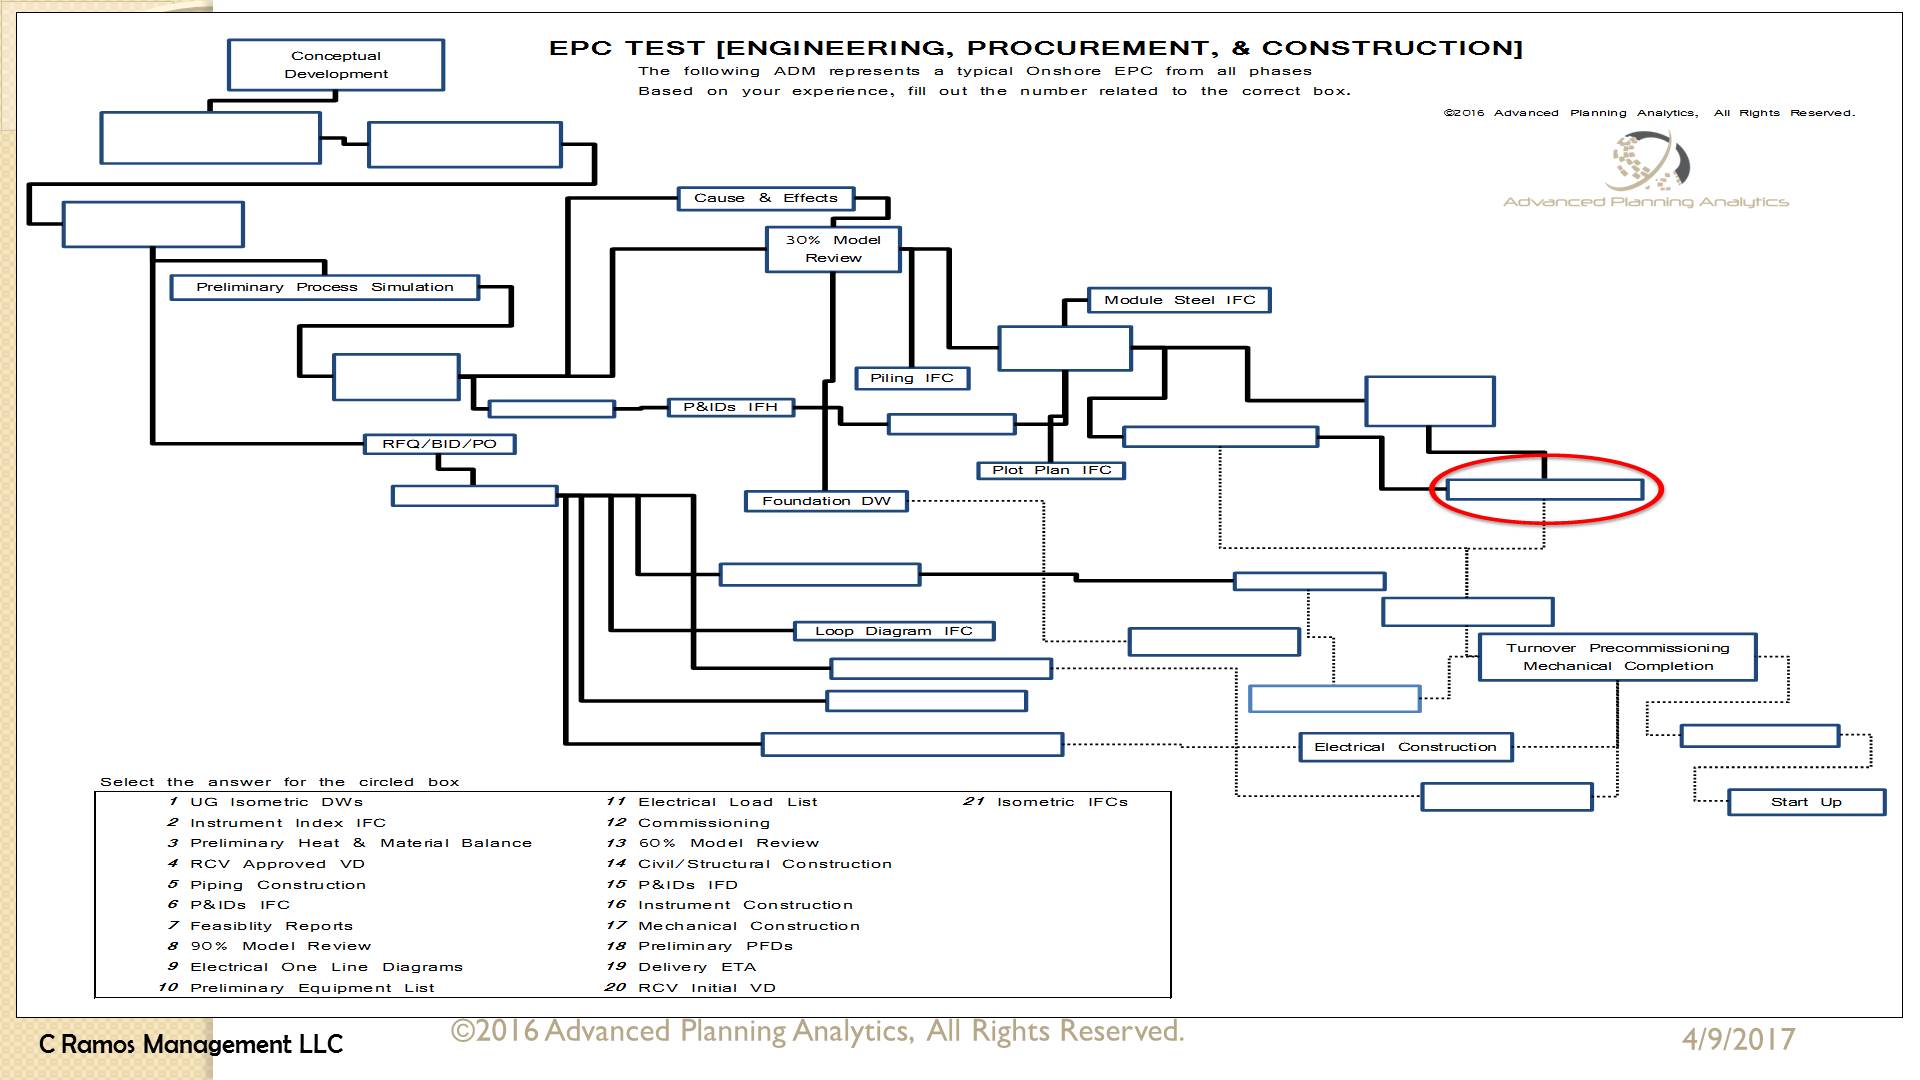 EPC TEST [ENGINEERING, PROCUREMENT, & CONSTRUCTION]
The following ADM represents a typical Onshore EPC from all phases
Based on your experience, fill out the number related to the correct box.
©2016 Advanced Planning Analytics, All Rights Reserved.
Advanced Planning Analytics
Conceptual
Development
Cause & Effects
30% Model
Review
Preliminary Process Simulation
Module Steel IFC
Piling IFC
P&IDs IFH
RFQ/BID/PO
Plot Plan IFC
Foundation DW
Loop Diagram IFC
Turnover Precommissioning
Mechanical Completion
Electrical Construction
Start Up
Select the answer for the circled box
1 UG Isometric DWs
2 Instrument Index IFC
3 Preliminary Heat & Material Balance
4 RCV Approved VD
5 Piping Construction
6 P&IDs IFC
7 Feasiblity Reports
8 90% Model Review
9 Electrical One Line Diagrams
10 Preliminary Equipment List
11 Electrical Load List
12 Commissioning
13 60% Model Review
14 Civil/Structural Construction
15 P&IDs IFD
16 Instrument Construction
17 Mechanical Construction
18 Preliminary PFDs
19 Delivery ETA
20 RCV Initial VD
21 Isometric IFCs
C Ramos Management LLC
©2016 Advanced Planning Analytics, All Rights Reserved.
4/9/2017